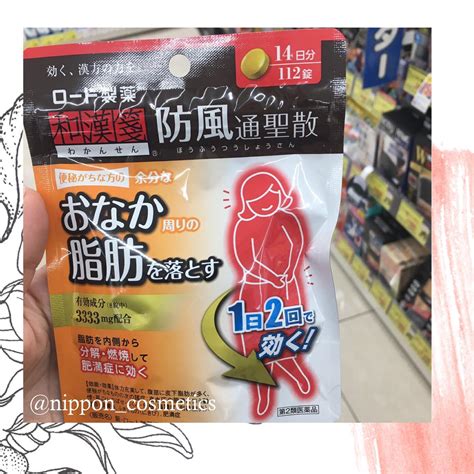 14日分
112錠
効く、漢方の力を。
ロート製薬
和漢箋
わかんせん
防風通聖散
ぼうふうつうしょうさん
便秘がちな方の 余分な
おなか周りの
脂肪を落とす
有効成分
3333mg配合
1日2回で
効く!
脂肪を内側から
分解・燃焼して
肥満症に効く
第2類医薬品
@nippon_cosmetics